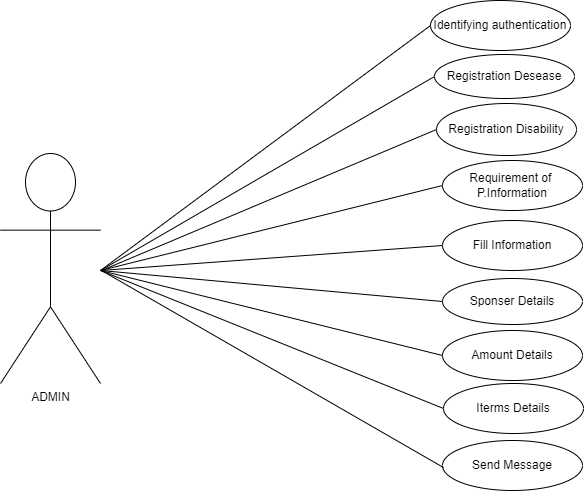 Identifying authentication
Registration Desease
Registration Disability
Requirement of
P.Information
Fill Information
Sponser Details
Amount Details
Iterms Details
Send Message
ADMIN